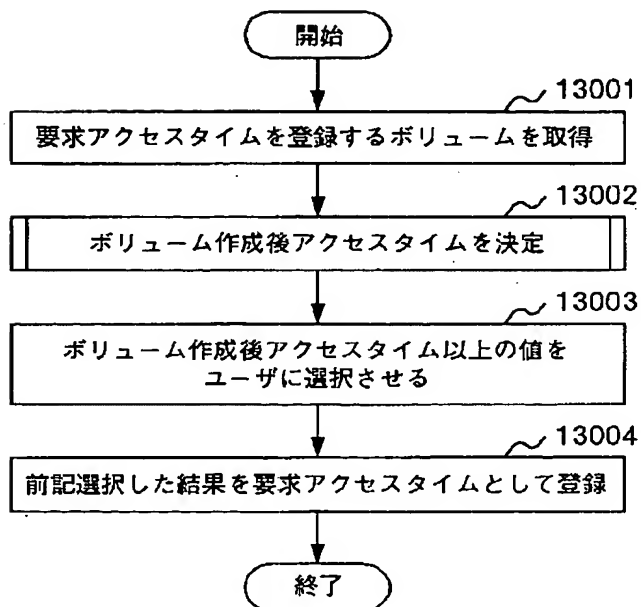 開始
13001
要求アクセスタイムを登録するボリュームを取得
13002
ボリューム作成後アクセスタイムを決定
13003
ボリューム作成後アクセスタイム以上の値を
ユーザに選択させる
13004
前記選択した結果を要求アクセスタイムとして登録
終了